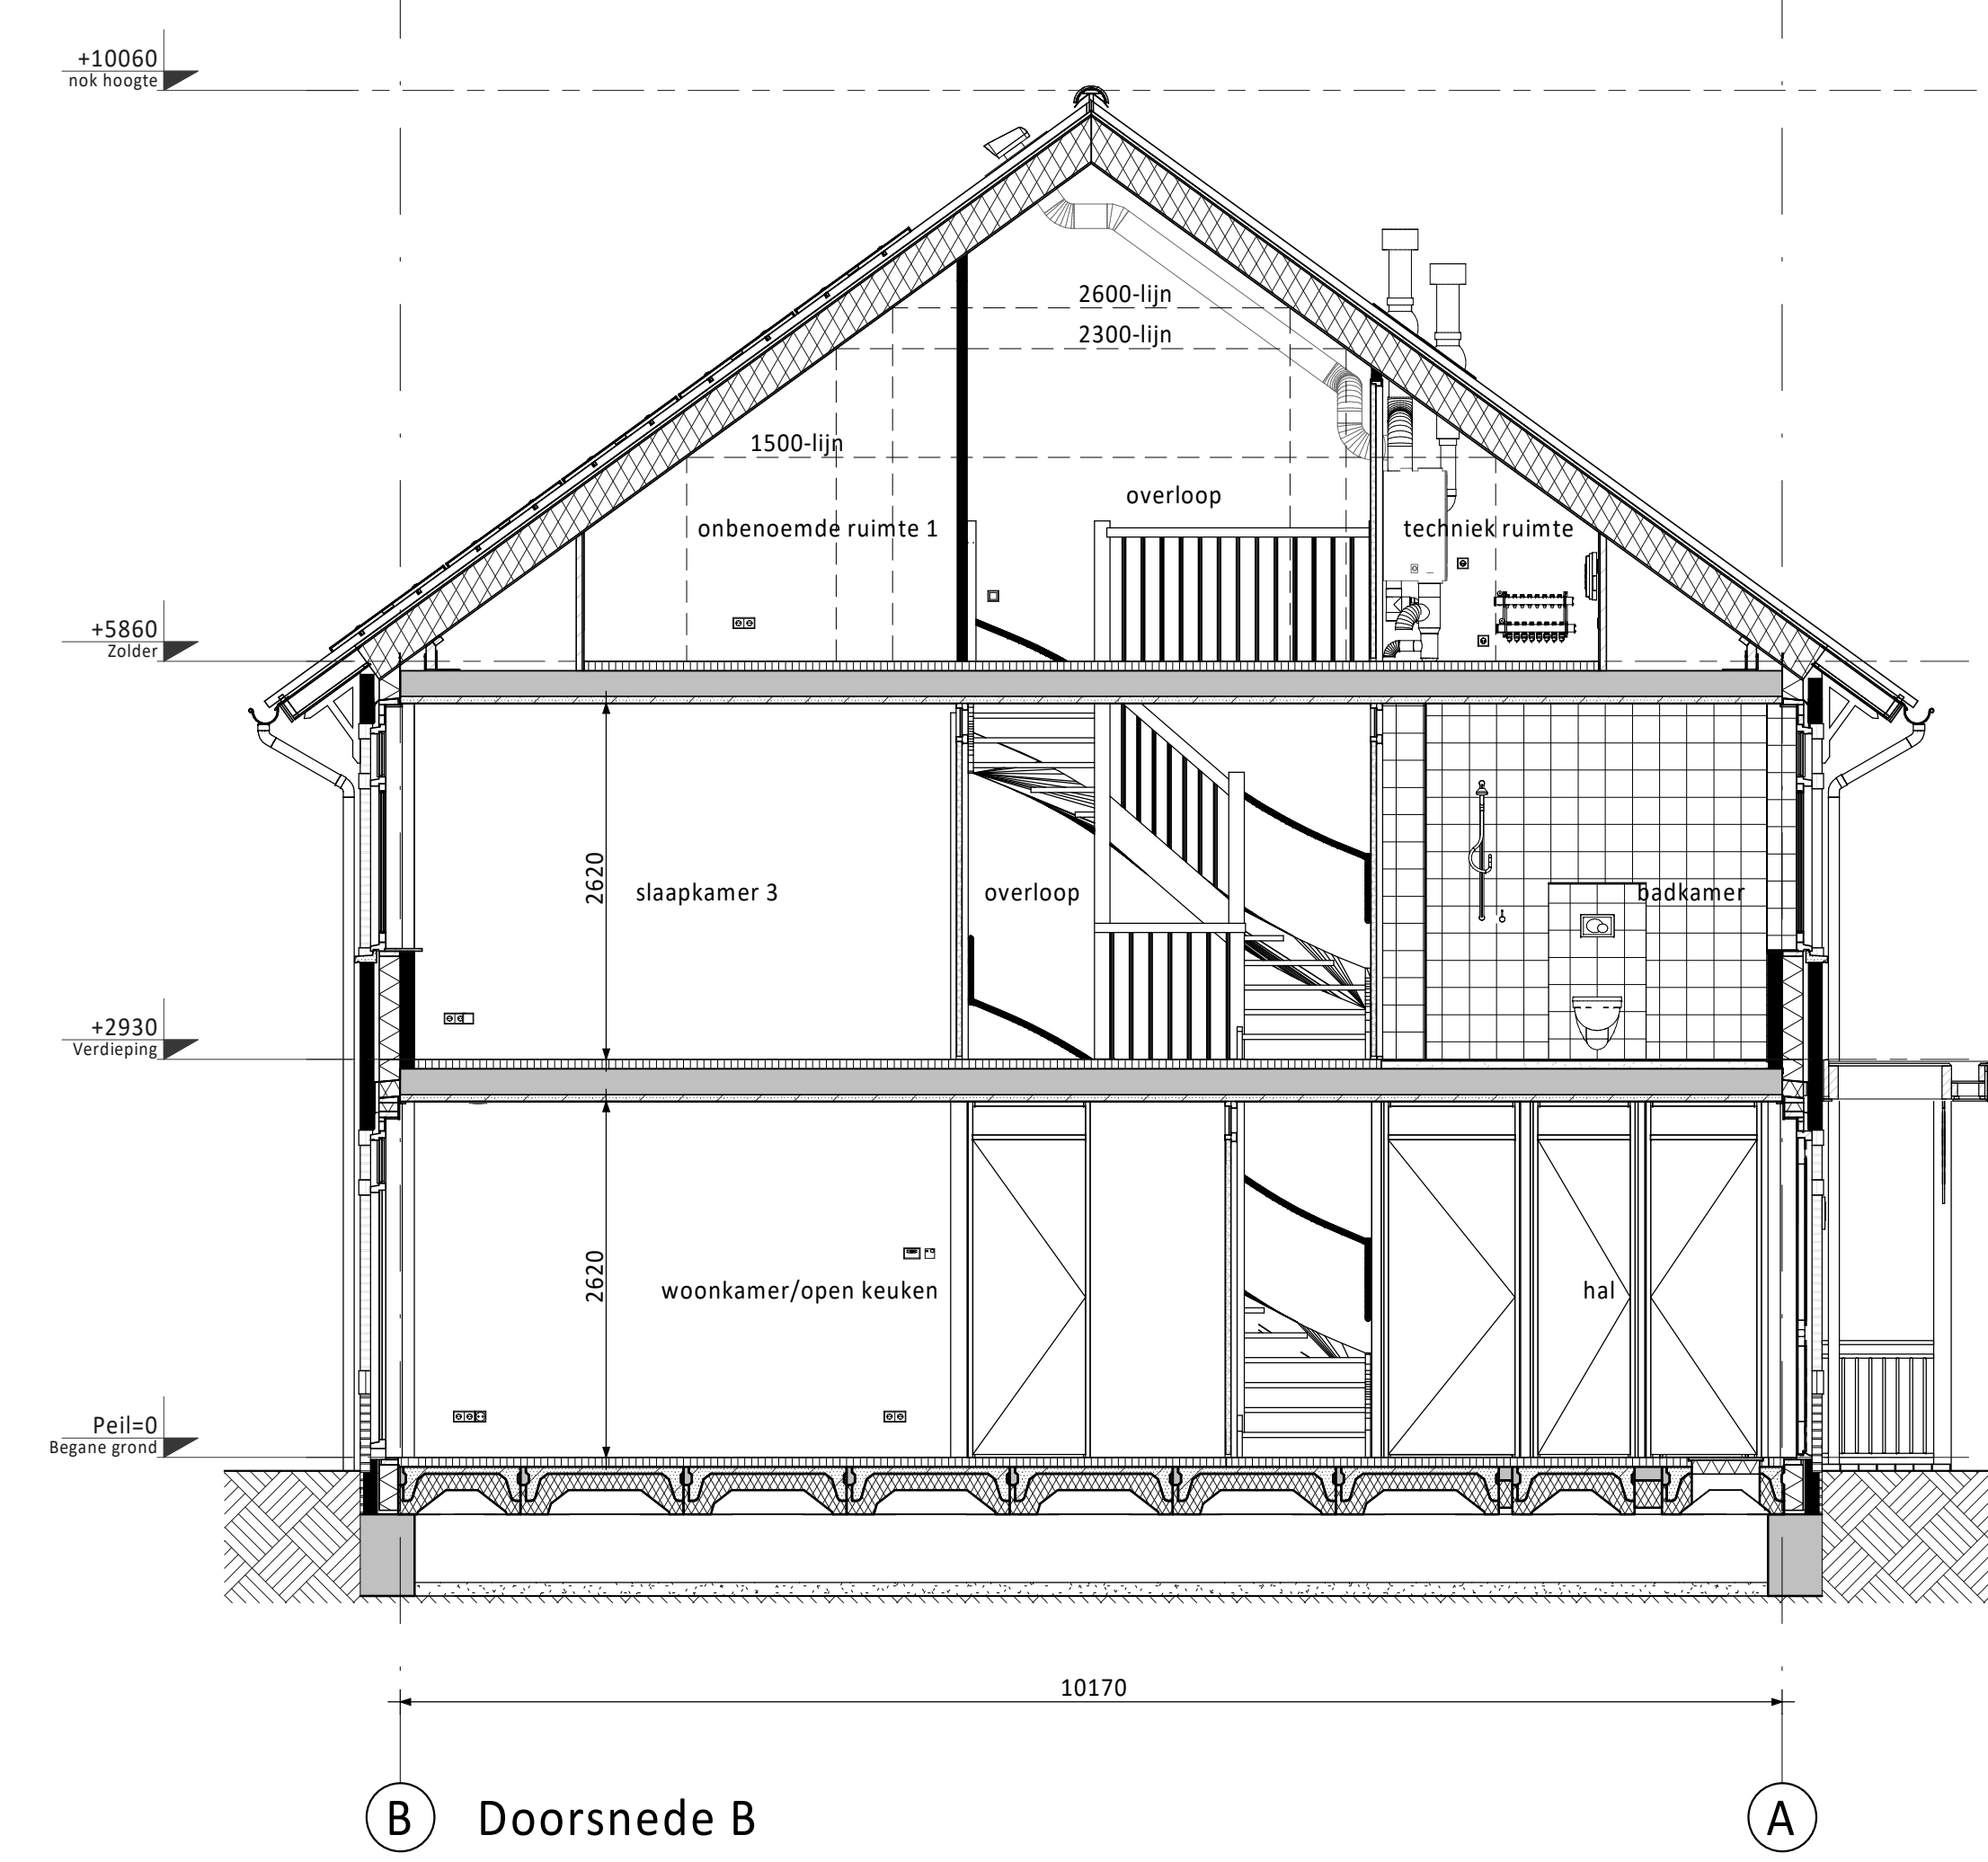 +10060
nok hoogte
2600-lijn
2300-lijn
1500-lijn
overloop
onbenoemde ruimte 1
techniek ruimte
+5860
Zolder
2620
slaapkamer 3
overloop
badkamer
+2930
Verdieping
2620
woonkamer/open keuken
hal
Peil=0
Begane grond
10170
B
Doorsnede B
A